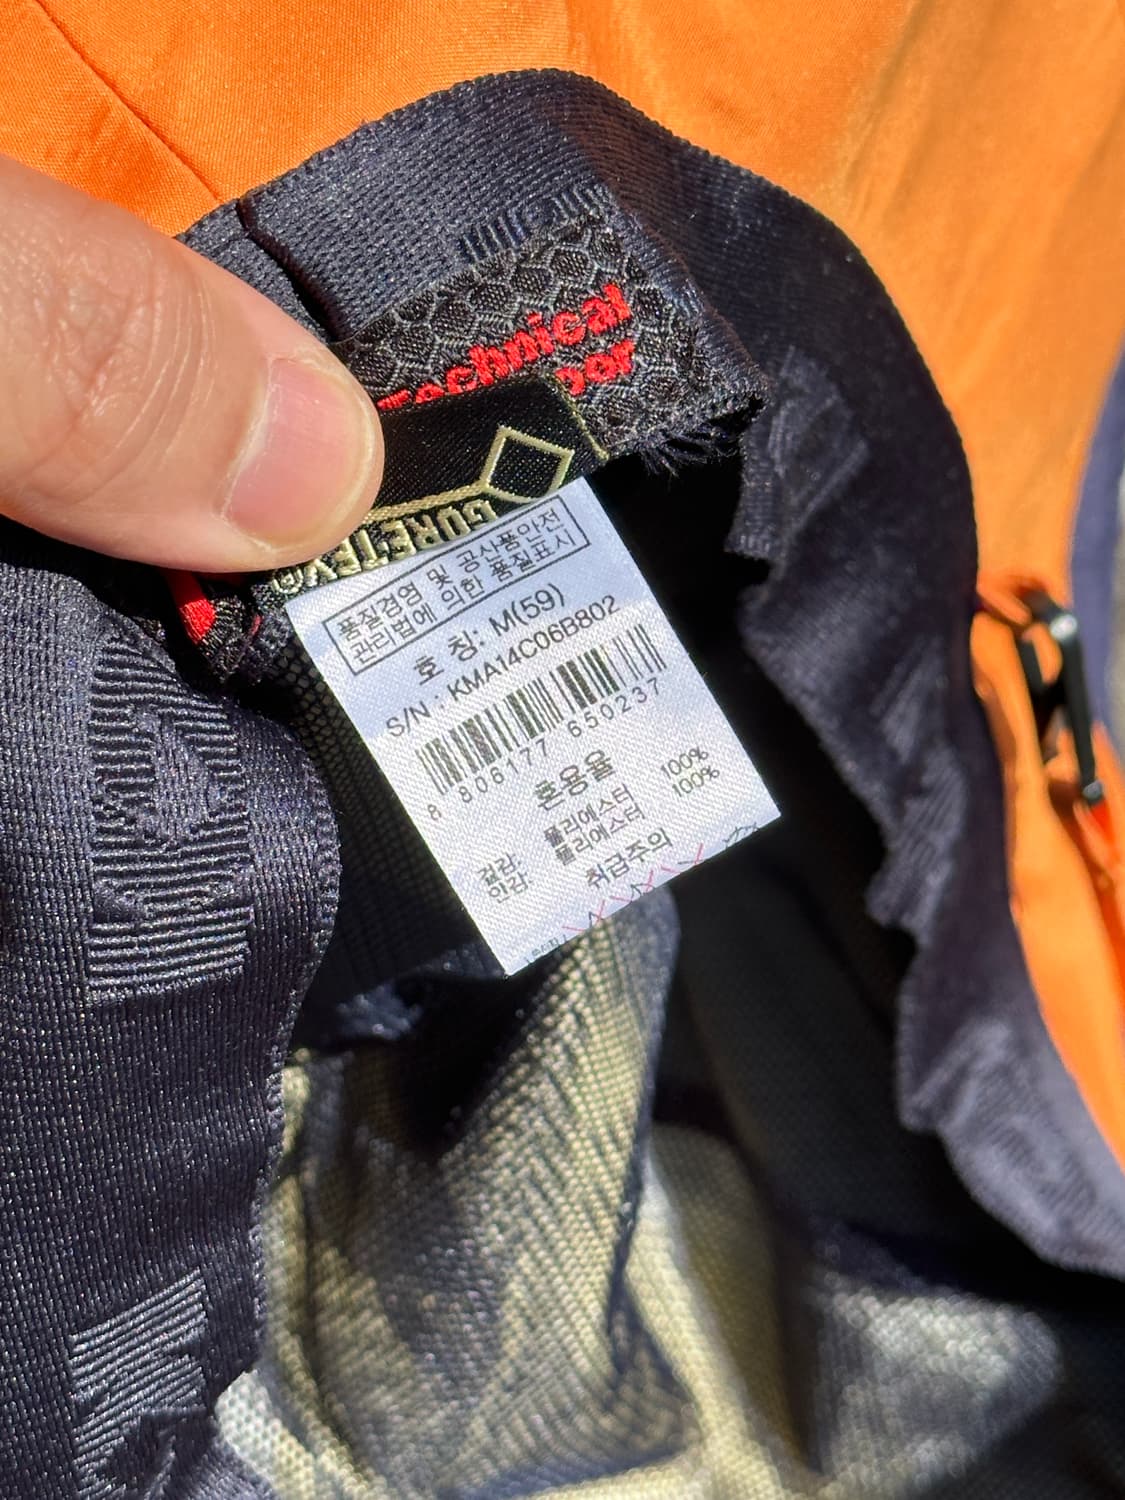 Technical
GORE-TEX®
품질경영 및 공산품안전
관리법에 의한 품질표시
호 칭: M(59)
S/N : KMA14C06B802
8 806177 650237
혼용율
겉감: 폴리에스터 100%
안감: 폴리에스터 100%
취급주의